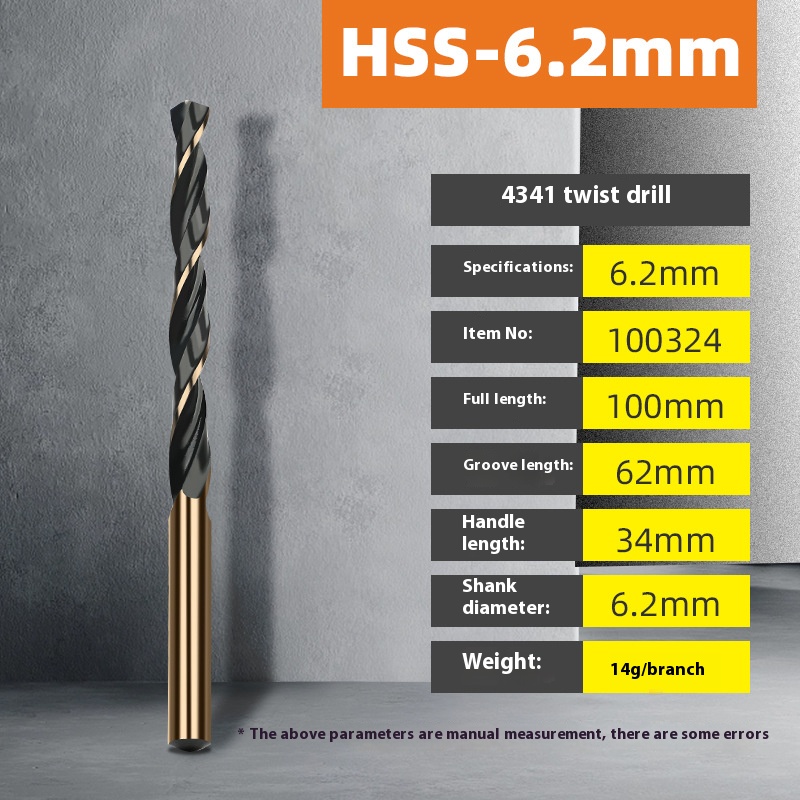 HSS-6.2mm
4341 twist drill
Specifications: 6.2mm
Item No: 100324
Full length: 100mm
Groove length: 62mm
Handle
length: 34mm
Shank
diameter: 6.2mm
Weight: 14g/branch
* The above parameters are manual measurement, there are some errors